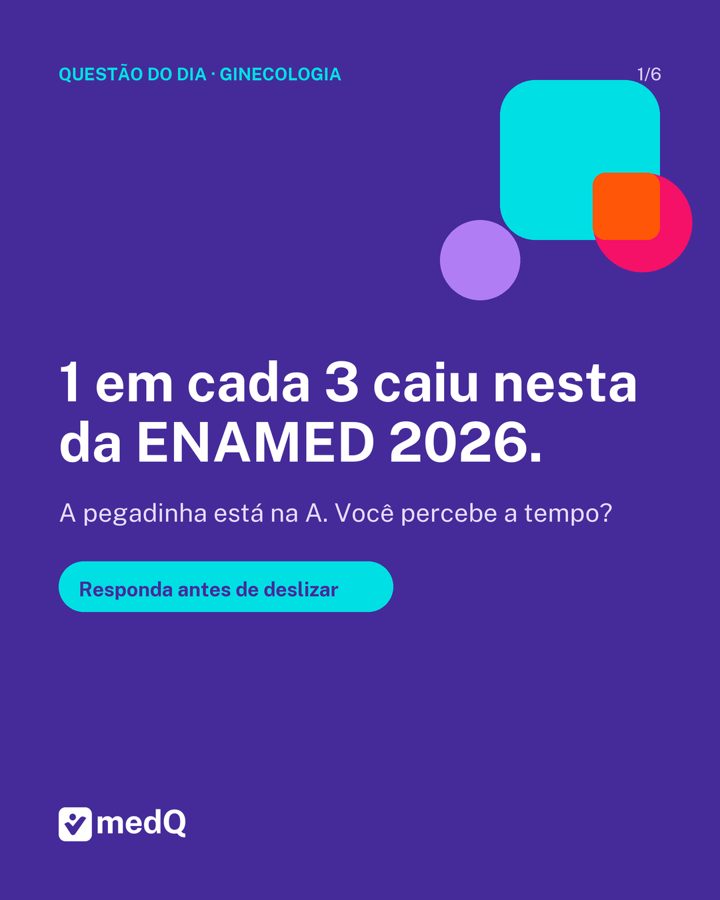 QUESTÃO DO DIA · GINECOLOGIA
1/6
1 em cada 3 caiu nesta
da ENAMED 2026.
A pegadinha está na A. Você percebe a tempo?
Responda antes de deslizar
medQ